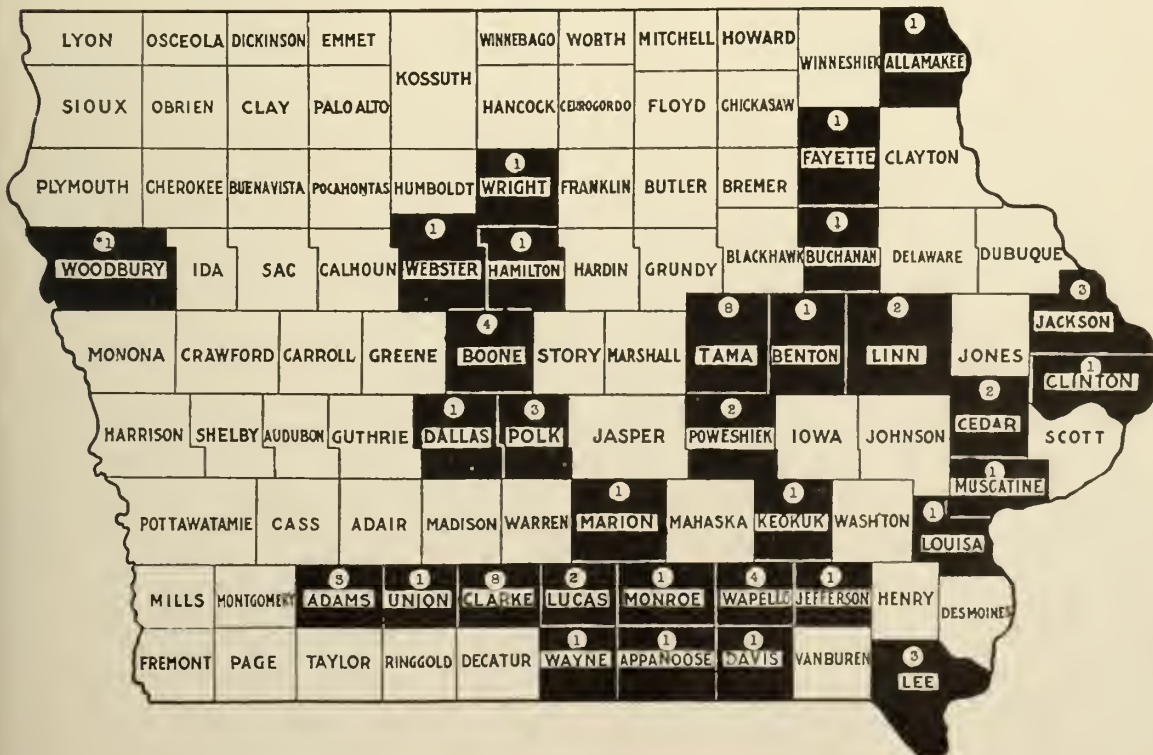 1
LYON OSCEOLA DICKINSON EMMET WINNEBAGO WORTH MITCHELL HOWARD
WINNESHIEK ALLAMAKEE
KOSSUTH
SIOUX OBRIEN CLAY PALO ALTO HANCOCK CERROGORDO FLOYD CHICKASAW
1
1
FAYETTE CLAYTON
PLYMOUTH CHEROKEE BUENAVISTA POCAHONTAS HUMBOLDT WRIGHT FRANKLIN BUTLER BREMER
*1 1 1 1
WOODBURY IDA SAC CALHOUN WEBSTER HAMILTON HARDIN GRUNDY BLACKHAWK BUCHANAN DELAWARE DUBUQUE
3
JACKSON
4 8 1 2
MONONA CRAWFORD CARROLL GREENE BOONE STORY MARSHALL TAMA BENTON LINN JONES
1
CLINTON
1 3 2 2
CEDAR
HARRISON SHELBY AUDUBON GUTHRIE DALLAS POLK JASPER POWESHIEK IOWA JOHNSON SCOTT
1
MUSCATINE
1 1 1
POTTAWATAMIE CASS ADAIR MADISON WARREN MARION MAHASKA KEOKUK WASH'TON
LOUISA
1 8 2 1 4 1
MILLS MONTGOMERY ADAMS UNION CLARKE LUCAS MONROE WAPELLO JEFFERSON HENRY
DESMOINES
1 1 1 3
FREMONT PAGE TAYLOR RINGGOLD DECATUR WAYNE APPANOOSE DAVIS VANBUREN
LEE